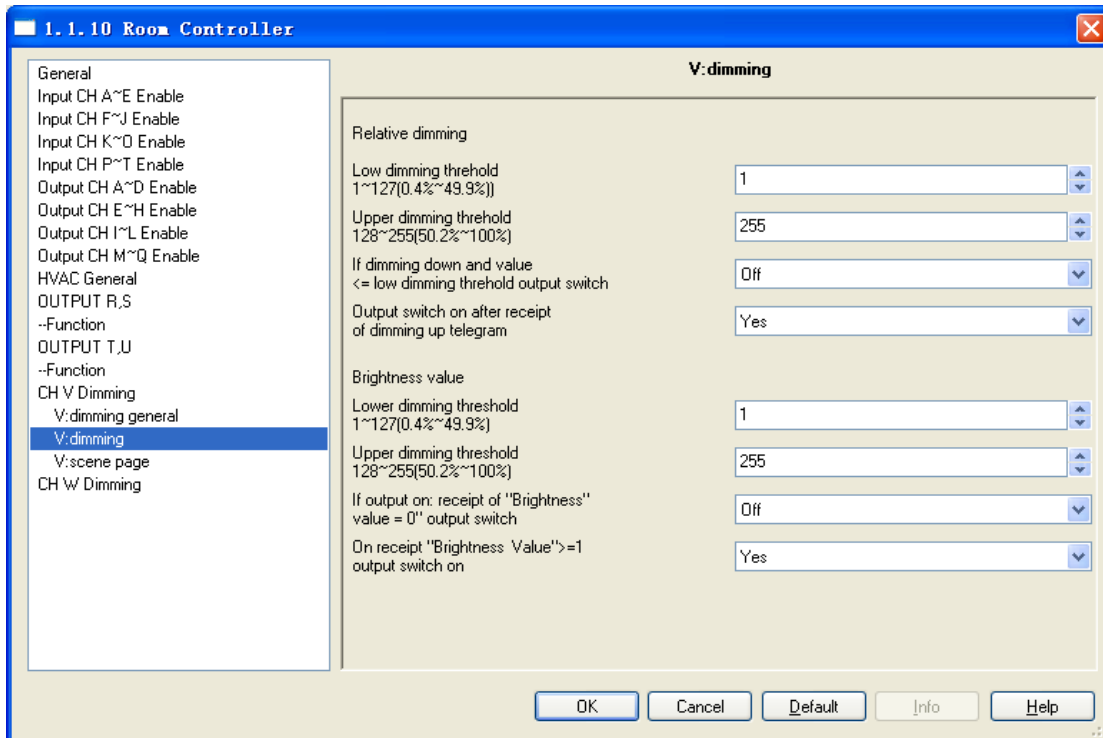 1.1.10 Room Controller
General
Input CH A~E Enable
Input CH F~J Enable
Input CH K~O Enable
Input CH P~T Enable
Output CH A~D Enable
Output CH E~H Enable
Output CH I~L Enable
Output CH M~Q Enable
HVAC General
OUTPUT R,S
--Function
OUTPUT T,U
--Function
CH V Dimming
V:dimming general
V:dimming
V:scene page
CH W Dimming
V:dimming
Relative dimming
Low dimming threhold
1~127(0.4%~49.9%))
1
Upper dimming threhold
128~255(50.2%~100%)
255
If dimming down and value
<= low dimming threhold output switch
Off
Output switch on after receipt
of dimming up telegram
Yes
Brightness value
Lower dimming threshold
1~127(0.4%~49.9%)
1
Upper dimming threshold
128~255(50.2%~100%)
255
If output on: receipt of "Brightness"
value = 0" output switch
Off
On receipt "Brightness Value">=1
output switch on
Yes
OK
Cancel
Default
Info
Help